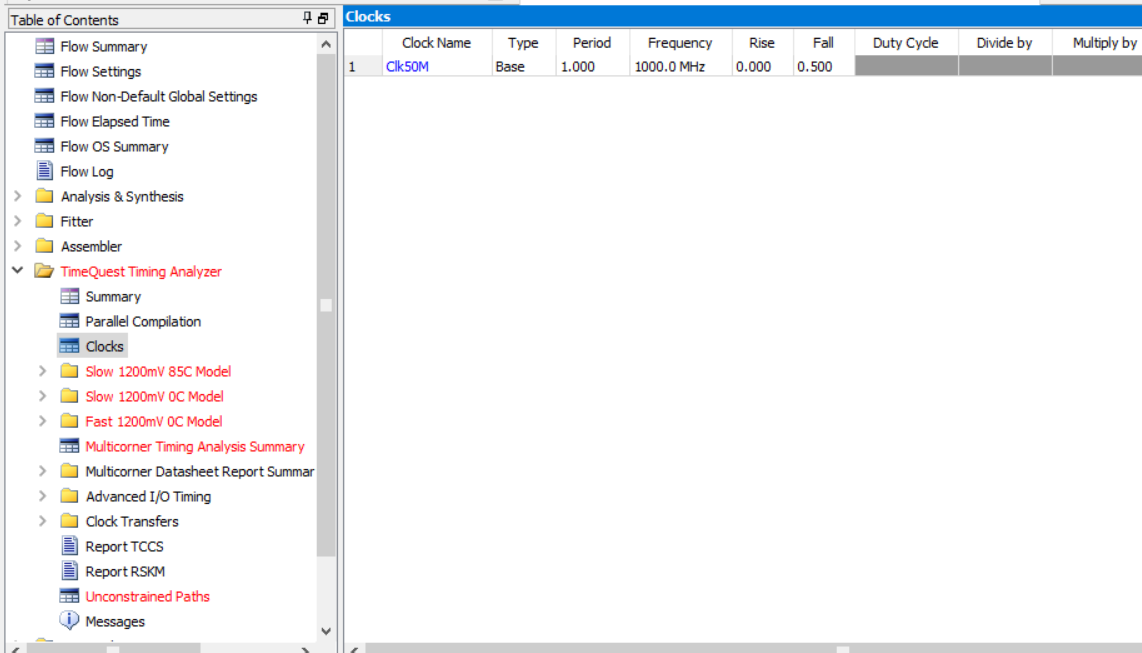 Table of Contents
Flow Summary
Flow Settings
Flow Non-Default Global Settings
Flow Elapsed Time
Flow OS Summary
Flow Log
Analysis & Synthesis
Fitter
Assembler
TimeQuest Timing Analyzer
Summary
Parallel Compilation
Clocks
Slow 1200mV 85C Model
Slow 1200mV 0C Model
Fast 1200mV 0C Model
Multicorner Timing Analysis Summary
Multicorner Datasheet Report Summar
Advanced I/O Timing
Clock Transfers
Report TCCS
Report RSKM
Unconstrained Paths
Messages
Clocks
Clock Name Type Period Frequency Rise Fall Duty Cycle Divide by Multiply by
1 Clk50M Base 1.000 1000.0 MHz 0.000 0.500